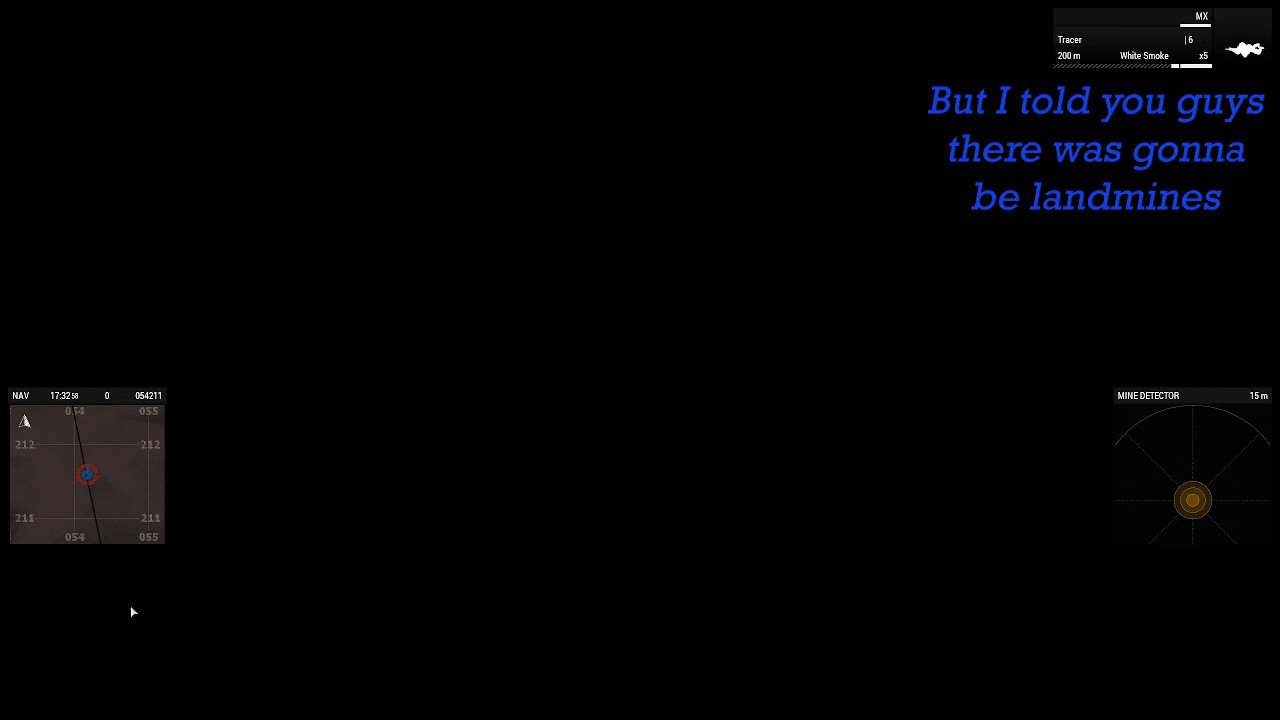 MX
Tracer | 6
200 m White Smoke x5
But I told you guys
there was gonna
be landmines
NAV 17:32 58 0 054211
054 055
212 212
211 211
054 055
MINE DETECTOR 15 m